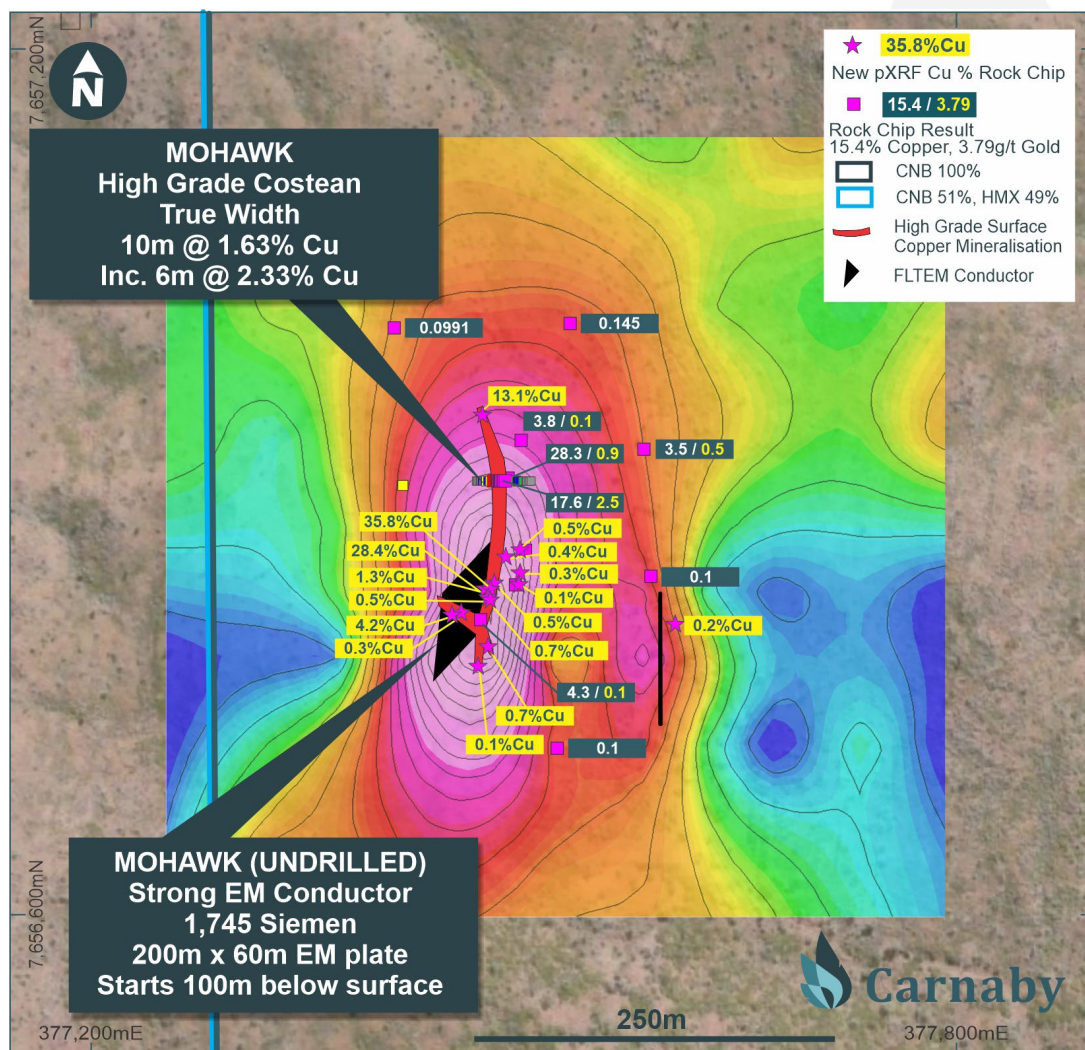 7,657,200mN
N
MOHAWK
High Grade Costean
True Width
10m @ 1.63% Cu
Inc. 6m @ 2.33% Cu
35.8%Cu
New pXRF Cu % Rock Chip
15.4 / 3.79
Rock Chip Result
15.4% Copper, 3.79g/t Gold
CNB 100%
CNB 51%, HMX 49%
High Grade Surface
Copper Mineralisation
FLTEM Conductor
0.0991
0.145
13.1%Cu
3.8 / 0.1
28.3 / 0.9
3.5 / 0.5
17.6 / 2.5
35.8%Cu
28.4%Cu
1.3%Cu
0.5%Cu
4.2%Cu
0.3%Cu
0.5%Cu
0.4%Cu
0.3%Cu
0.1%Cu
0.5%Cu
0.7%Cu
0.1
0.2%Cu
4.3 / 0.1
0.7%Cu
0.1%Cu
0.1
MOHAWK (UNDRILLED)
Strong EM Conductor
1,745 Siemen
200m x 60m EM plate
Starts 100m below surface
7,656,600mN
Carnaby
250m
377,200mE
377,800mE